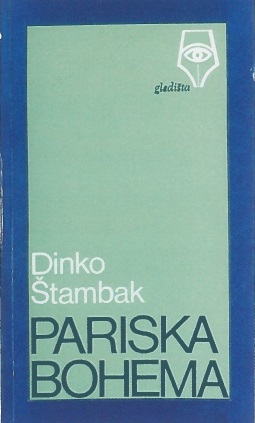 gledišta
Dinko
Štambak
PARISKA
BOHEMA